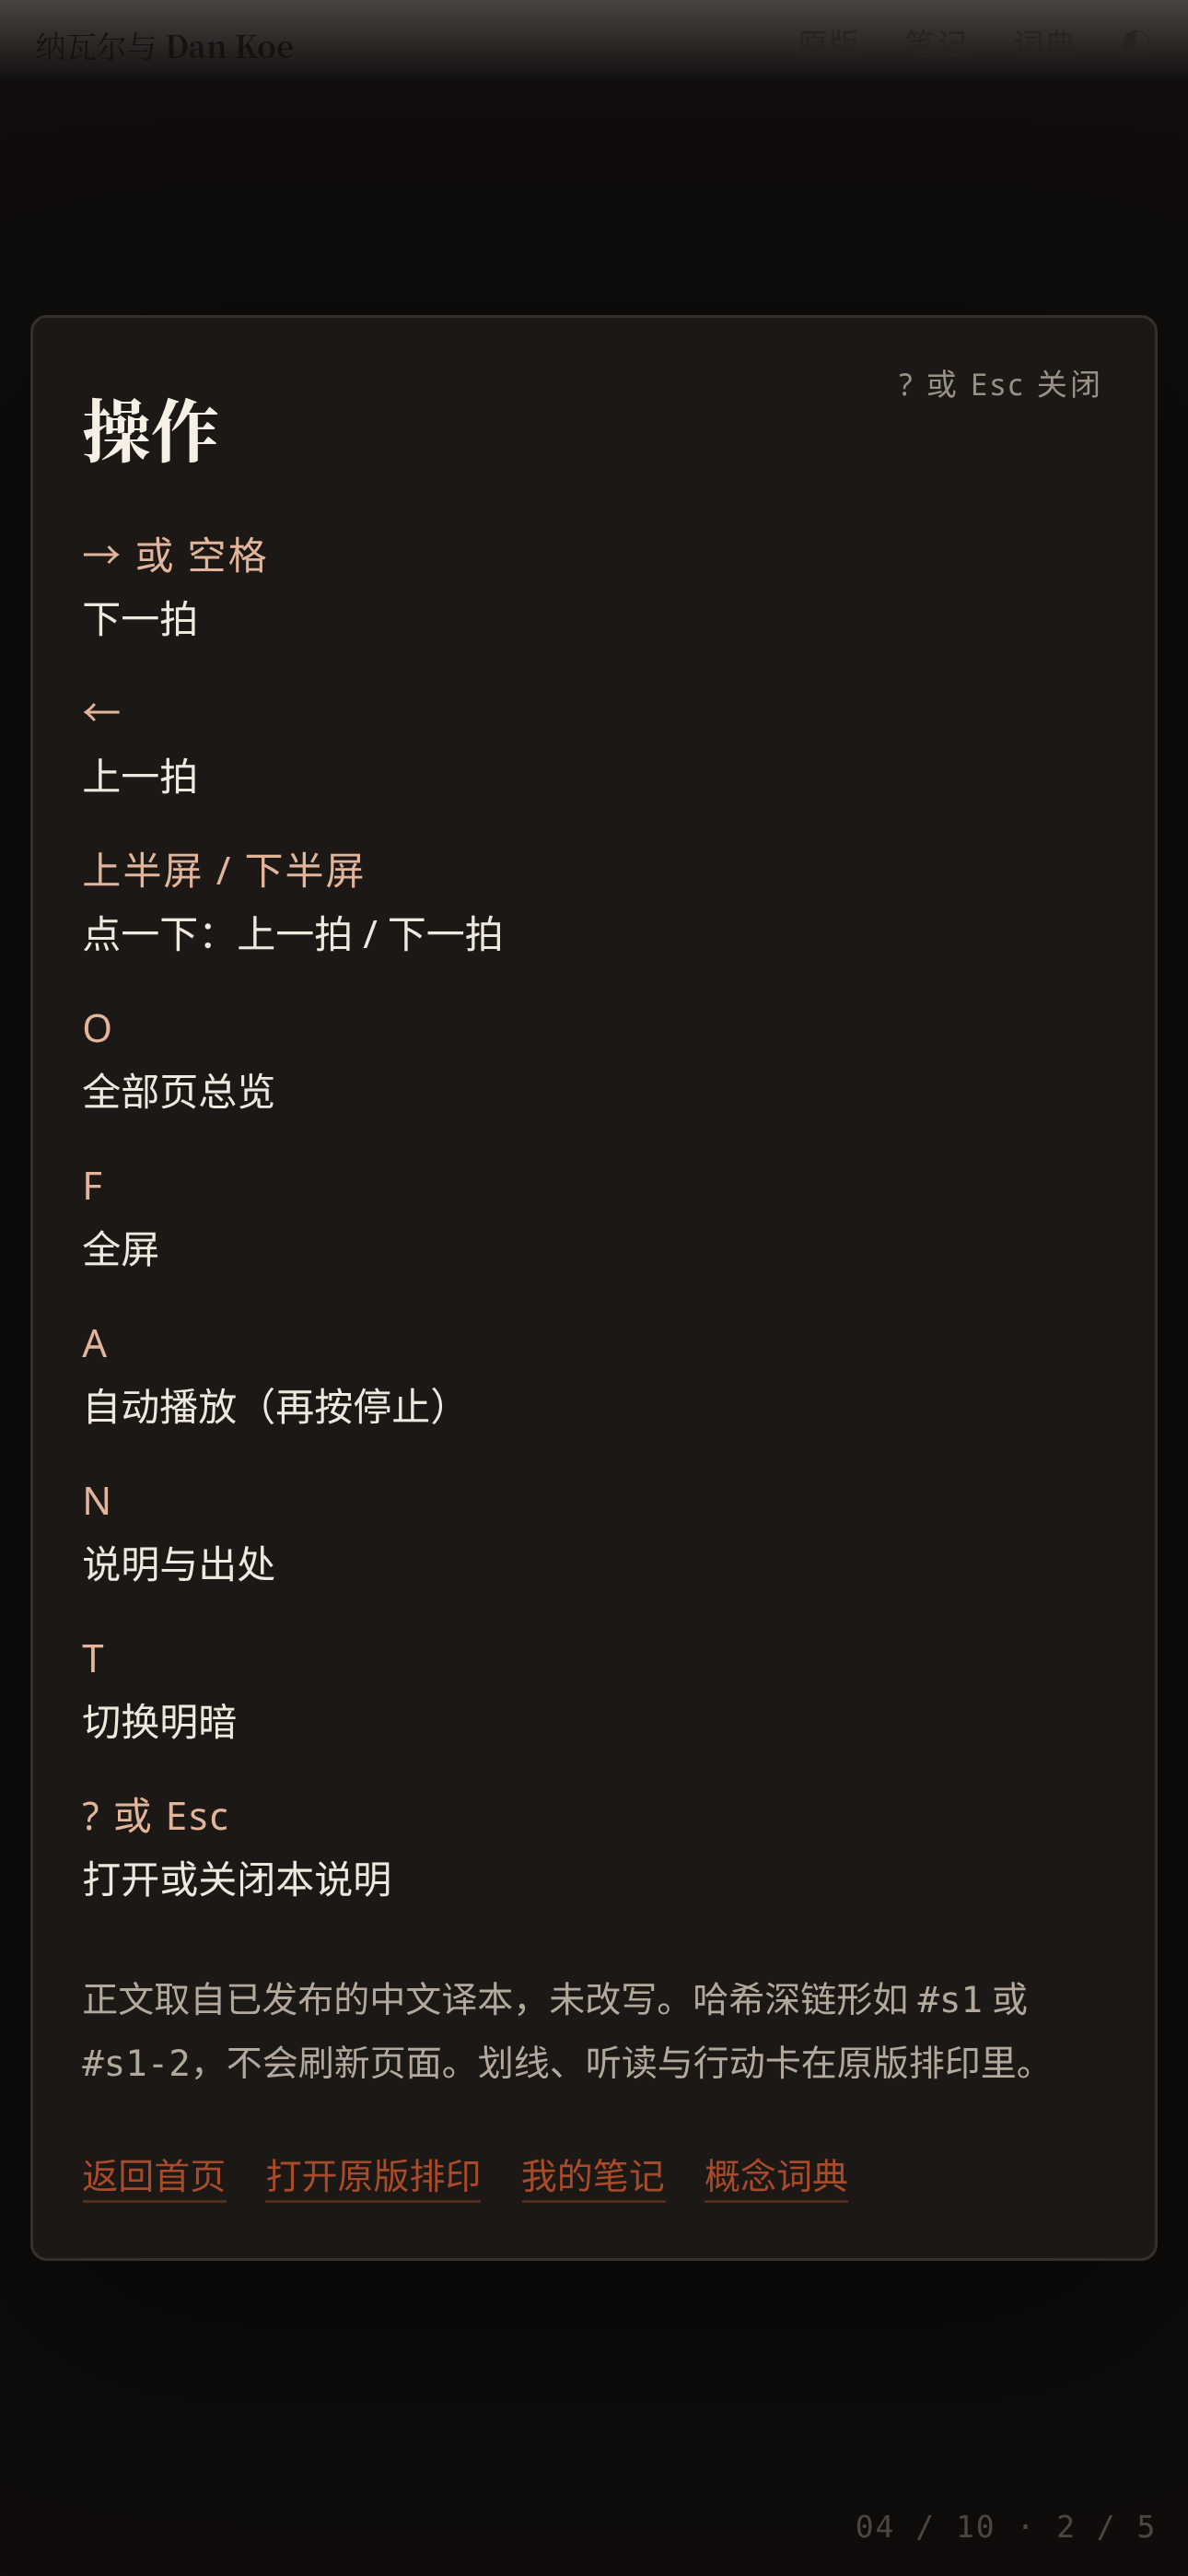 纳瓦尔与 Dan Koe
原版 笔记 词典
? 或 Esc 关闭
操作
→ 或 空格
下一拍
←
上一拍
上半屏 / 下半屏
点一下：上一拍 / 下一拍
O
全部页总览
F
全屏
A
自动播放（再按停止）
N
说明与出处
T
切换明暗
? 或 Esc
打开或关闭本说明
正文取自已发布的中文译本，未改写。哈希深链形如 #s1 或
#s1-2，不会刷新页面。划线、听读与行动卡在原版排印里。
返回首页 打开原版排印 我的笔记 概念词典
04 / 10 · 2 / 5